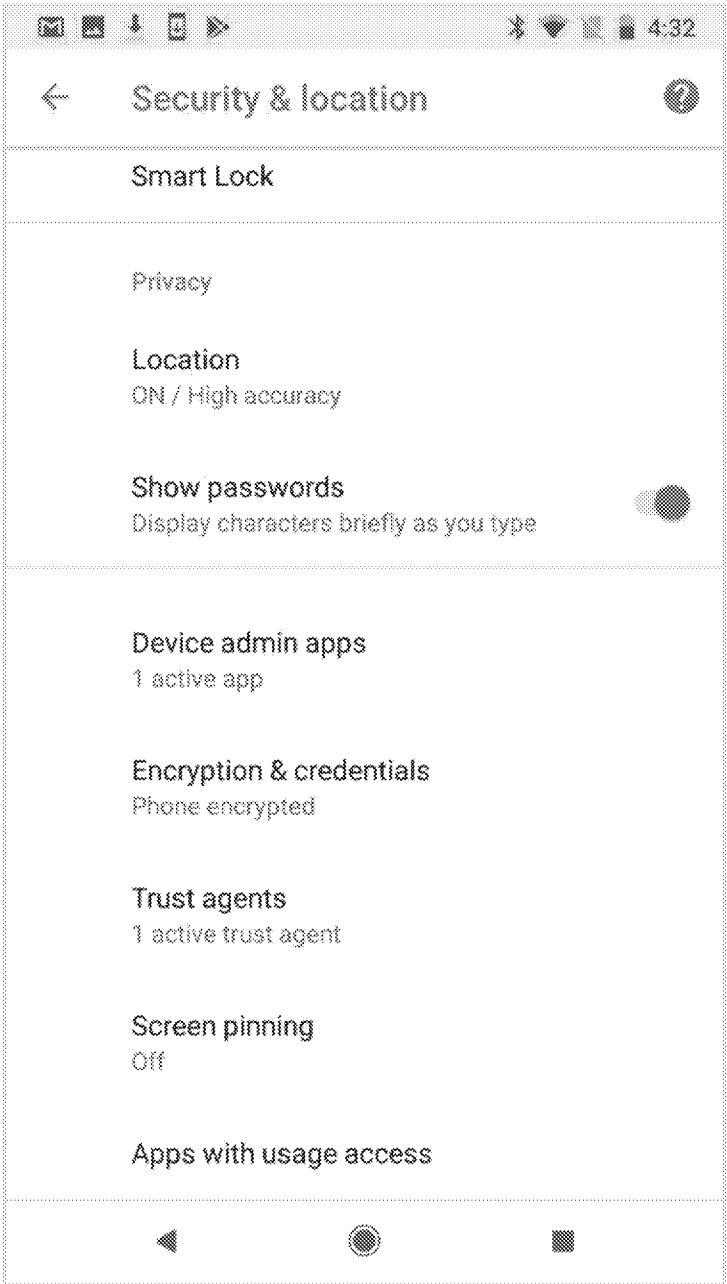 4:32
Security & location
Smart Lock
Privacy
Location
ON / High accuracy
Show passwords
Display characters briefly as you type
Device admin apps
1 active app
Encryption & credentials
Phone encrypted
Trust agents
1 active trust agent
Screen pinning
Off
Apps with usage access